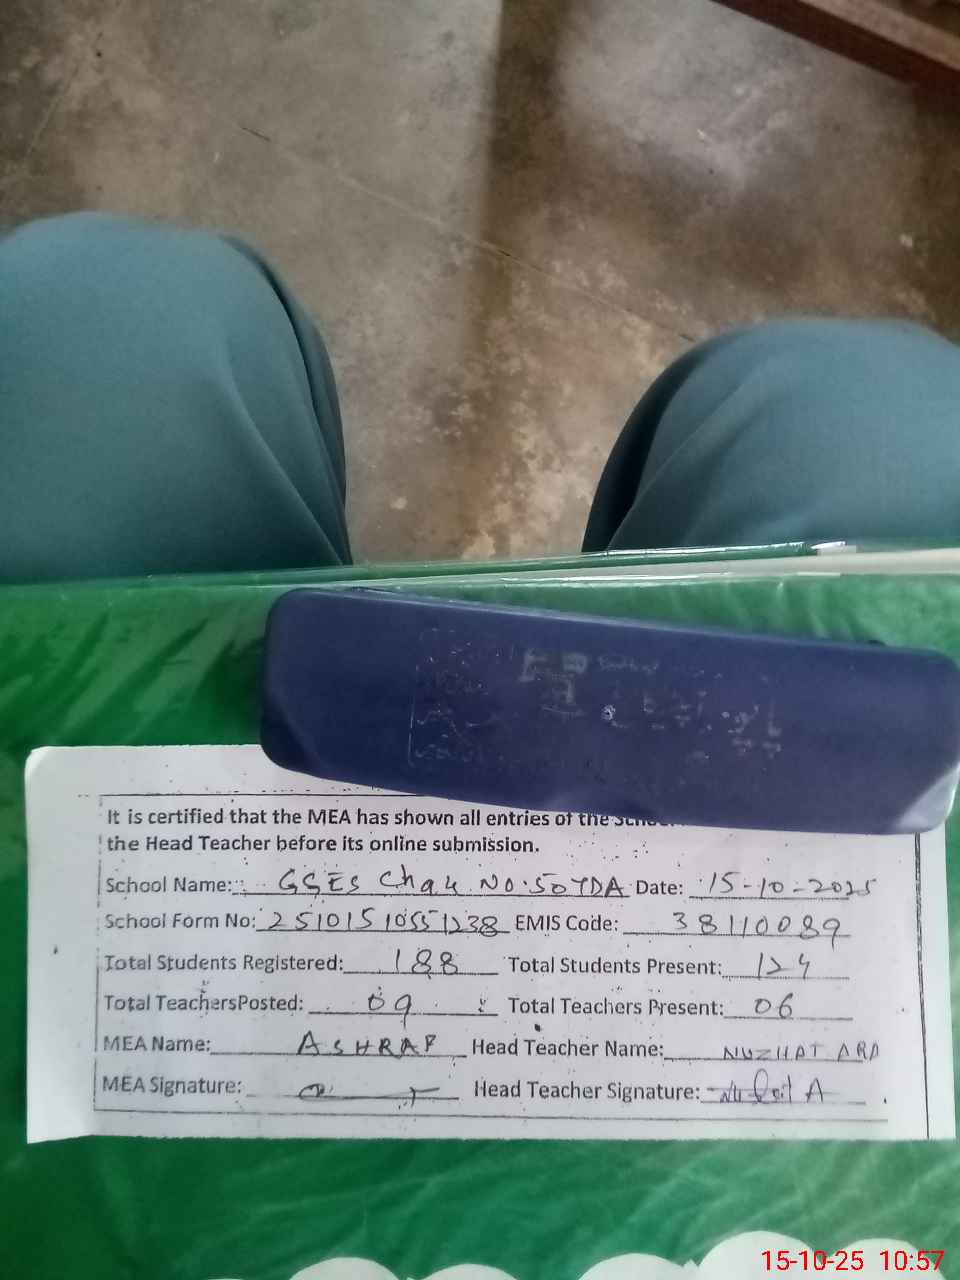 It is certified that the MEA has shown all entries of the
the Head Teacher before its online submission.
School Name: GGES Chak No.50TDA Date: 15-10-2025
School Form No: 25101510551238 EMIS Code: 38110089
Total Students Registered: 188 Total Students Present: 124
Total TeachersPosted: 09 Total Teachers Present: 06
MEA Name: ASHRAF Head Teacher Name: NUZHAT ARA
MEA Signature: Head Teacher Signature:
15-10-25 10:57